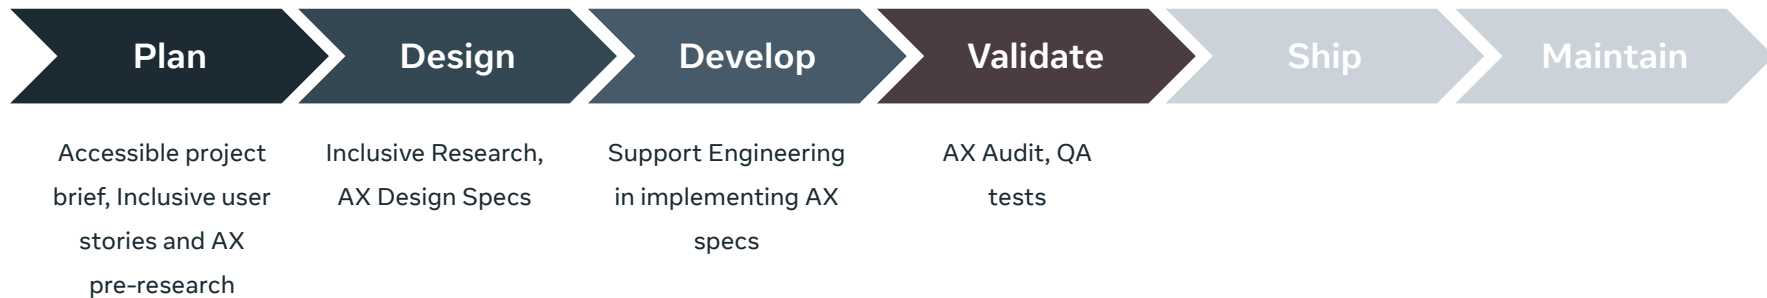 Plan
Design
Develop
Validate
Ship
Maintain
Accessible project
brief, Inclusive user
stories and AX
pre-research
Inclusive Research,
AX Design Specs
Support Engineering
in implementing AX
specs
AX Audit, QA
tests